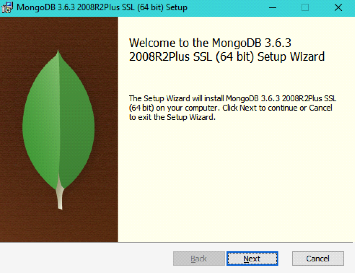 MongoDB 3.6.3 2008R2Plus SSL (64 bit) Setup
Welcome to the MongoDB 3.6.3
2008R2Plus SSL (64 bit) Setup Wizard
The Setup Wizard will install MongoDB 3.6.3 2008R2Plus SSL
(64 bit) on your computer. Click Next to continue or Cancel
to exit the Setup Wizard.
Back Next Cancel